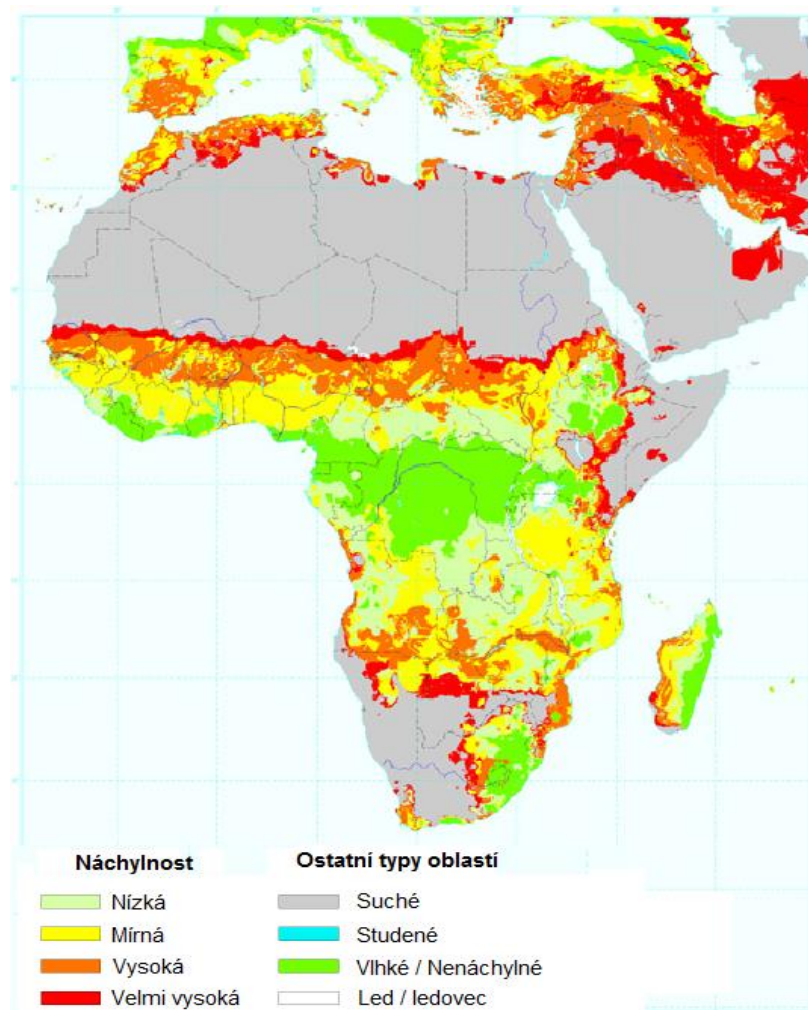 Náchylnost
Nízká
Mírná
Vysoká
Velmi vysoká
Ostatní typy oblastí
Suché
Studené
Vlhké / Nenáchylné
Led / ledovec